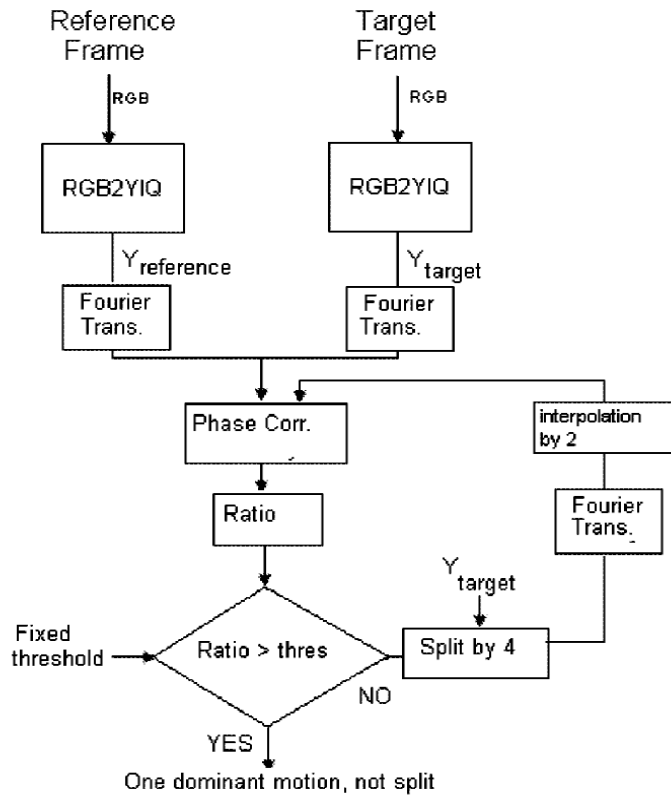 Reference
Frame
Target
Frame
RGB
RGB
RGB2YIQ
RGB2YIQ
Yreference
Ytarget
Fourier
Trans.
Fourier
Trans.
Phase Corr.
interpolation
by 2
Ratio
Fourier
Trans.
Ytarget
Fixed
threshold
Ratio > thres
Split by 4
NO
YES
One dominant motion, not split